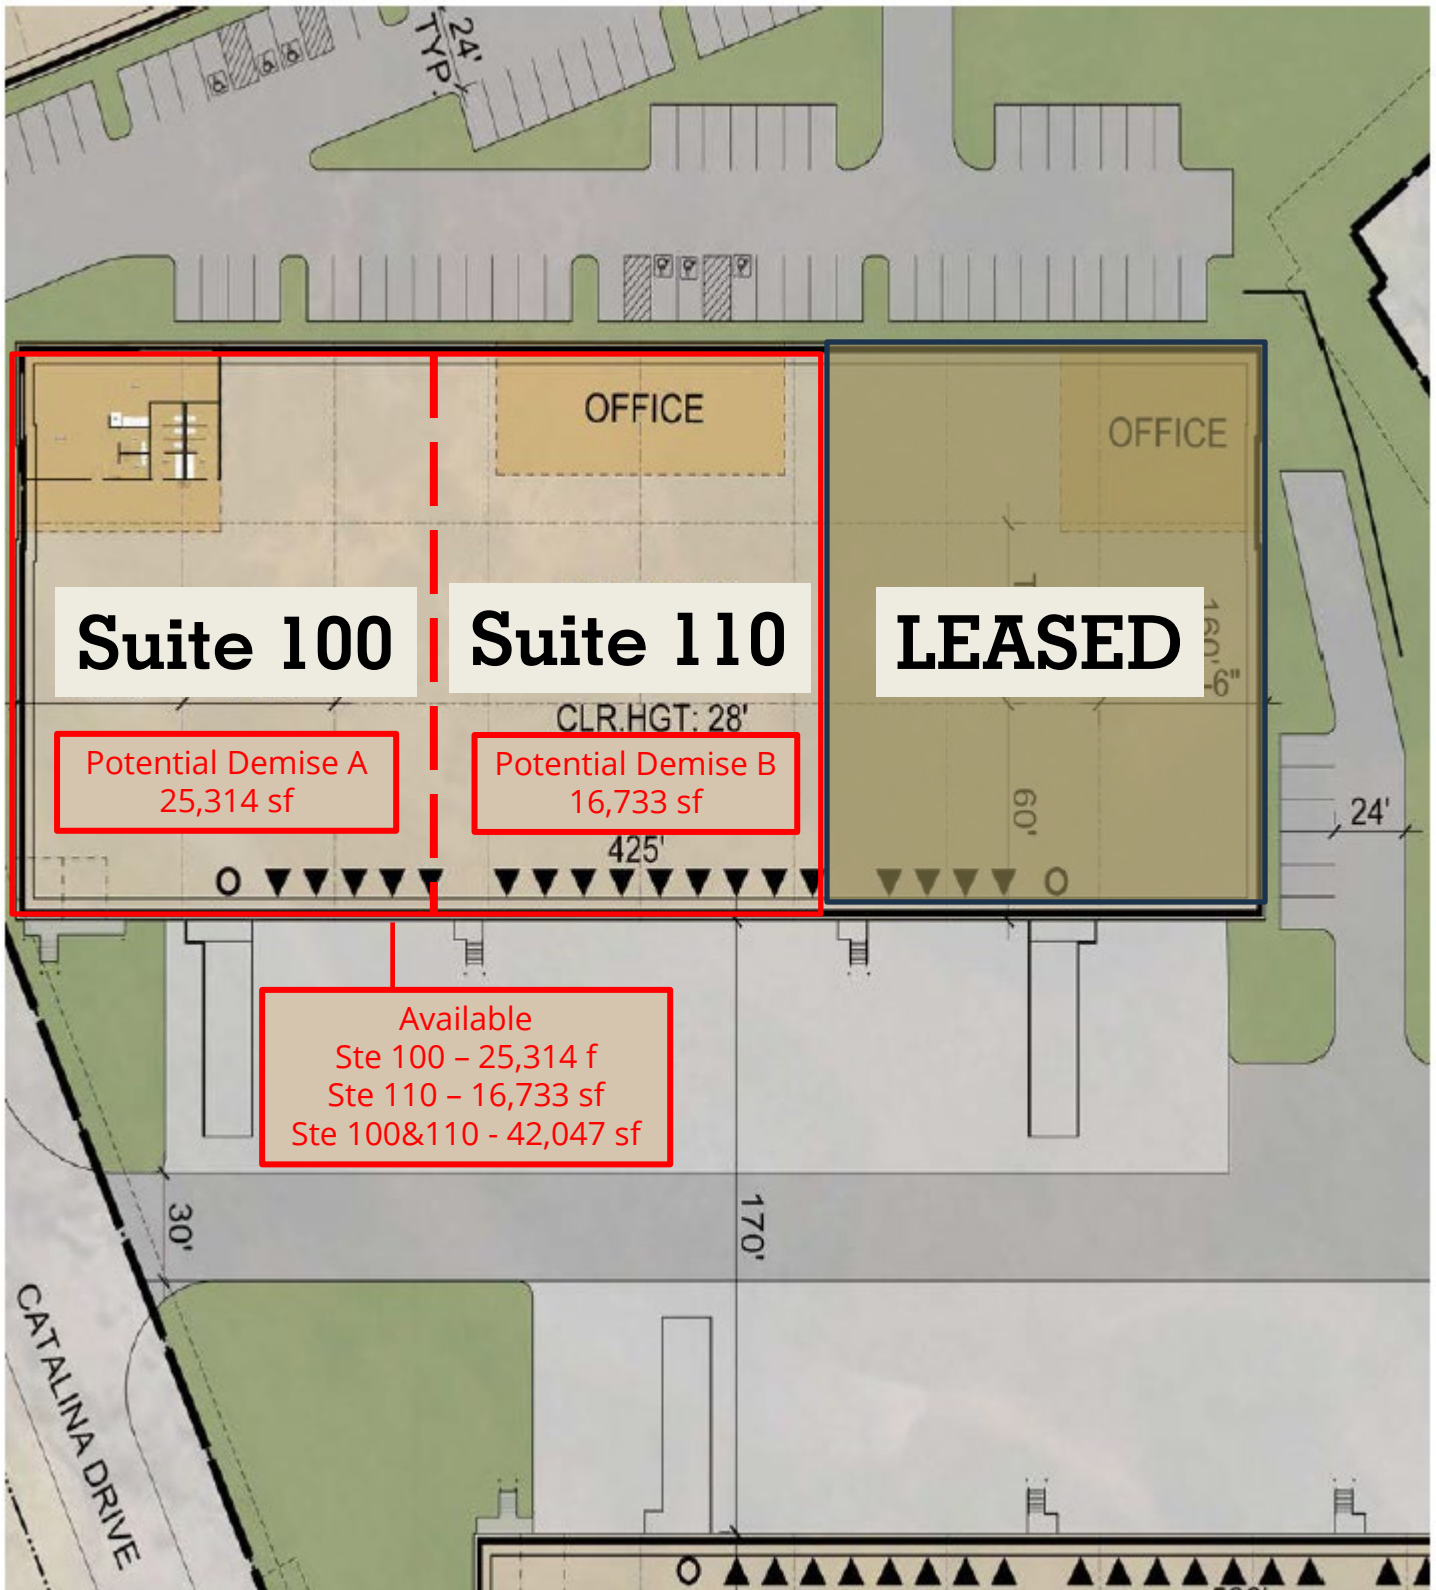 24'
TYP.
OFFICE
OFFICE
Suite 100
Suite 110
LEASED
160'-6"
CLR.HGT: 28'
Potential Demise A
25,314 sf
Potential Demise B
16,733 sf
60'
24'
425'
Available
Ste 100 – 25,314 f
Ste 110 – 16,733 sf
Ste 100&110 - 42,047 sf
30'
170'
CATALINA DRIVE